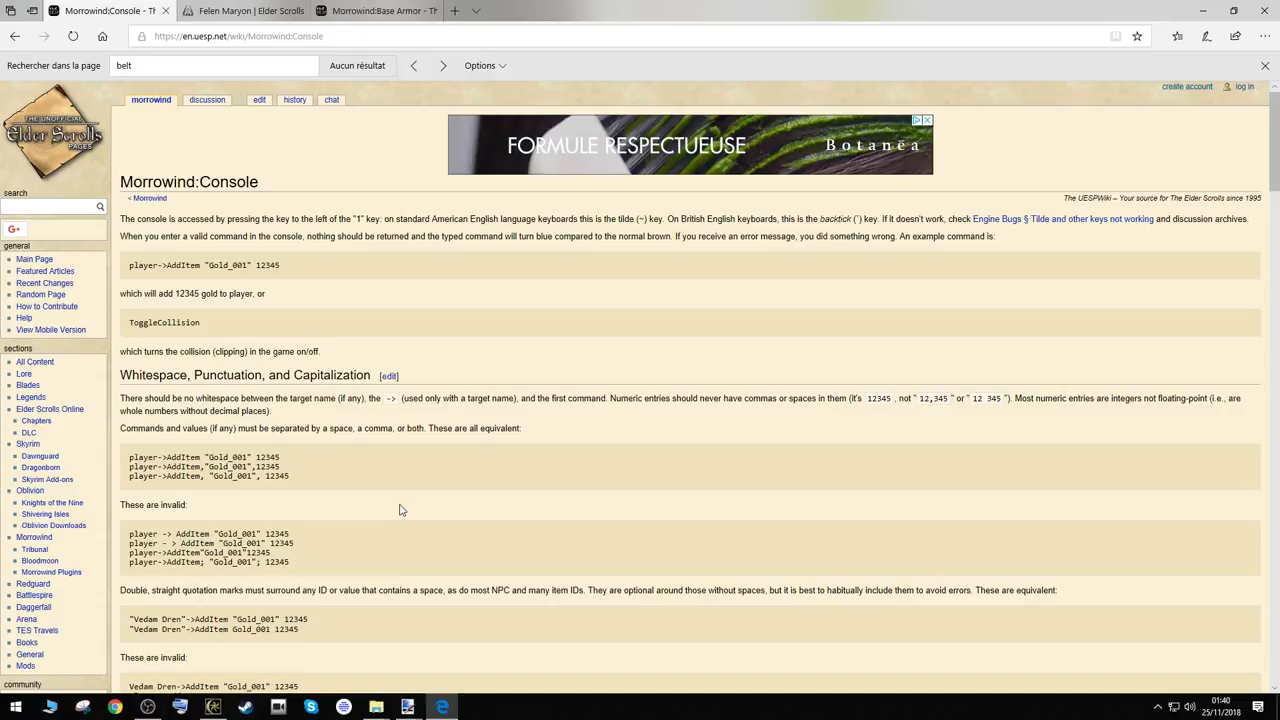 Morrowind:Console - T
Felen Maryon | Elder Scrolls
Morrowind:Base Armor - Th
https://en.uesp.net/wiki/Morrowind:Console
Rechercher dans la page
belt
Aucun résultat
Options
THE UNOFFICIAL
Elder Scrolls
PAGES
morrowind
discussion
edit
history
chat
create account
log in
FORMULE RESPECTUEUSE
Botanēa
Morrowind:Console
< Morrowind
The UESPWiki – Your source for The Elder Scrolls since 1995
The console is accessed by pressing the key to the left of the "1" key: on standard American English language keyboards this is the tilde (~) key. On British English keyboards, this is the backtick (`) key. If it doesn't work, check Engine Bugs § Tilde and other keys not working and discussion archives.
When you enter a valid command in the console, nothing should be returned and the typed command will turn blue compared to the normal brown. If you receive an error message, you did something wrong. An example command is:
player->AddItem "Gold_001" 12345
which will add 12345 gold to player, or
ToggleCollision
which turns the collision (clipping) in the game on/off.
Whitespace, Punctuation, and Capitalization [edit]
There should be no whitespace between the target name (if any), the -> (used only with a target name), and the first command. Numeric entries should never have commas or spaces in them (it's 12345, not "12,345" or "12 345"). Most numeric entries are integers not floating-point (i.e., are
whole numbers without decimal places).
Commands and values (if any) must be separated by a space, a comma, or both. These are all equivalent:
player->AddItem "Gold_001" 12345
player->AddItem,"Gold_001",12345
player->AddItem, "Gold_001", 12345
These are invalid:
player -> AddItem "Gold_001" 12345
player - > AddItem "Gold_001" 12345
player->AddItem"Gold_001"12345
player->AddItem; "Gold_001"; 12345
Double, straight quotation marks must surround any ID or value that contains a space, as do most NPC and many item IDs. They are optional around those without spaces, but it is best to habitually include them to avoid errors. These are equivalent:
"Vedam Dren"->AddItem "Gold_001" 12345
"Vedam Dren"->AddItem Gold_001 12345
These are invalid:
Vedam Dren->AddItem "Gold_001" 12345
search
G+
general
Main Page
Featured Articles
Recent Changes
Random Page
How to Contribute
Help
View Mobile Version
sections
All Content
Lore
Blades
Legends
Elder Scrolls Online
Chapters
DLC
Skyrim
Dawnguard
Dragonborn
Skyrim Add-ons
Oblivion
Knights of the Nine
Shivering Isles
Oblivion Downloads
Morrowind
Tribunal
Bloodmoon
Morrowind Plugins
Redguard
Battlespire
Daggerfall
Arena
TES Travels
Books
General
Mods
community
01:40
25/11/2018